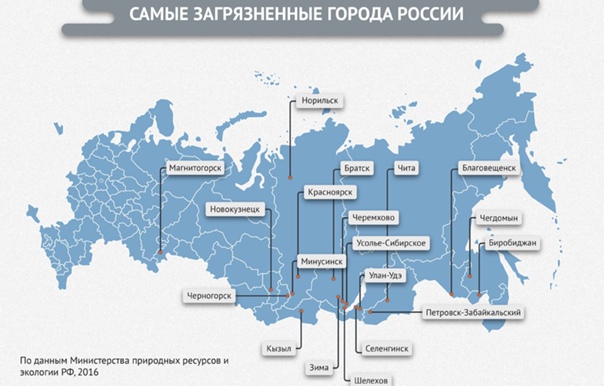 САМЫЕ ЗАГРЯЗНЕННЫЕ ГОРОДА РОССИИ
Норильск
Магнитогорск
Братск
Чита
Благовещенск
Красноярск
Новокузнецк
Черемхово
Чегдомын
Усолье-Сибирское
Биробиджан
Минусинск
Улан-Удэ
Черногорск
Петровск-Забайкальский
Кызыл
Селенгинск
Зима
Шелехов
По данным Министерства природных ресурсов и
экологии РФ, 2016